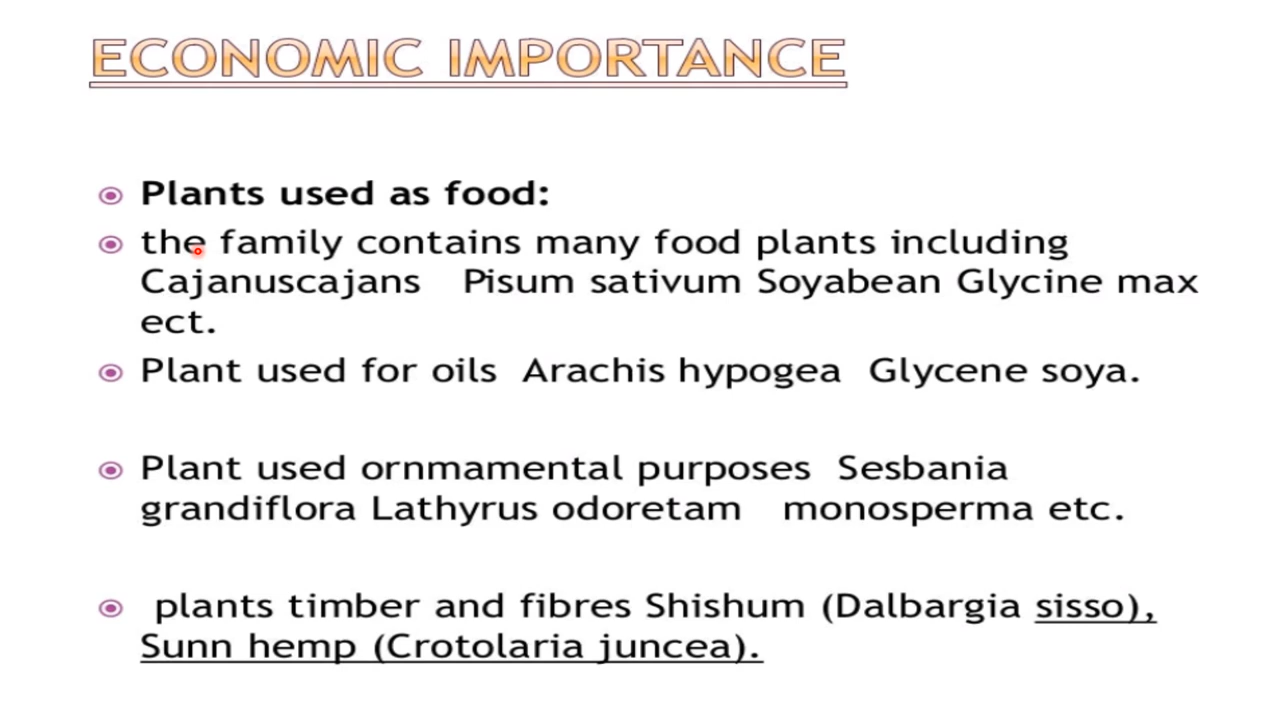 ECONOMIC IMPORTANCE
Plants used as food:
the family contains many food plants including
Cajanuscajans Pisum sativum Soyabean Glycine max
ect.
Plant used for oils Arachis hypogea Glycene soya.
Plant used ornmamental purposes Sesbania
grandiflora Lathyrus odoretam monosperma etc.
plants timber and fibres Shishum (Dalbargia sisso),
Sunn hemp (Crotolaria juncea).